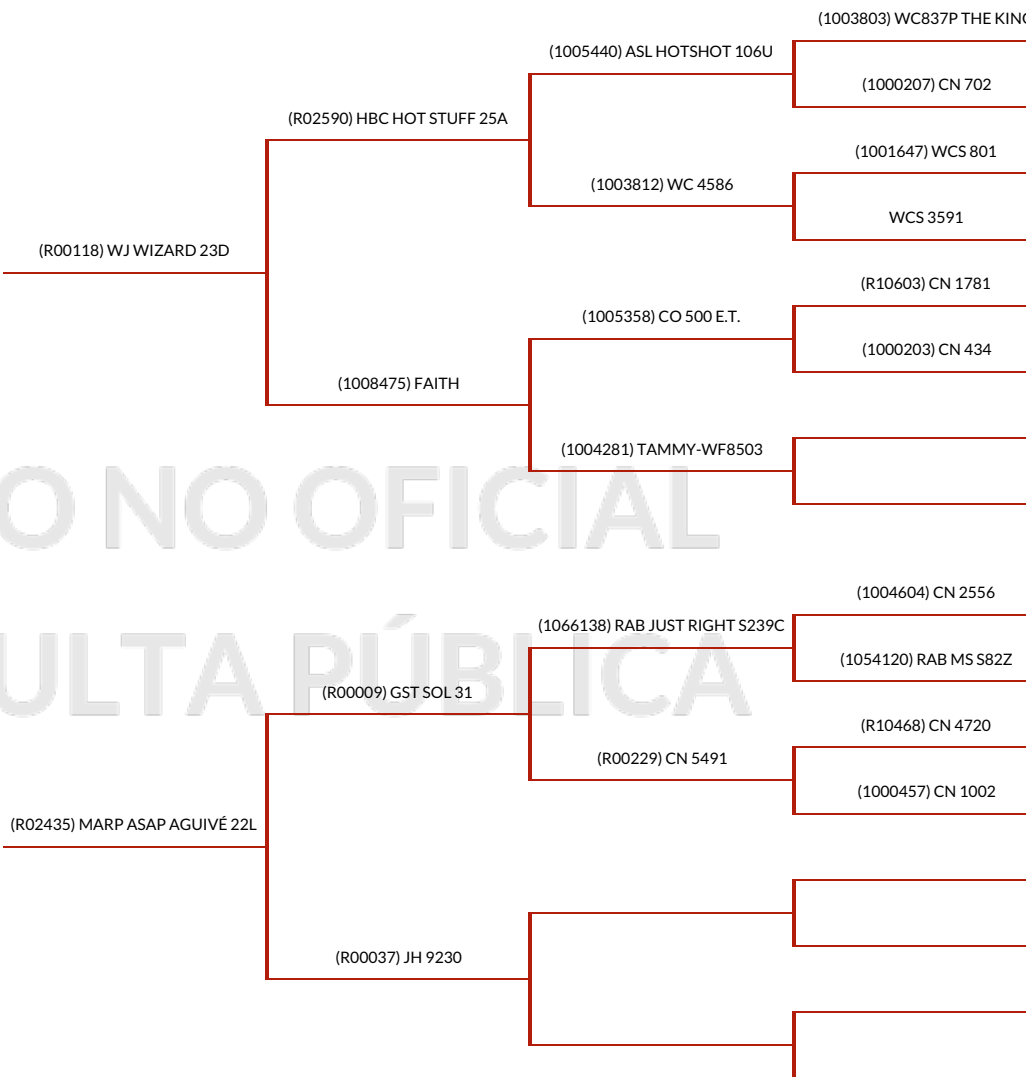 (1003803) WC837P THE KING
(1005440) ASL HOTSHOT 106U
(1000207) CN 702
(R02590) HBC HOT STUFF 25A
(1001647) WCS 801
(1003812) WC 4586
WCS 3591
(R00118) WJ WIZARD 23D
(R10603) CN 1781
(1005358) CO 500 E.T.
(1000203) CN 434
(1008475) FAITH
(1004281) TAMMY-WF8503
O NO OFICIAL
(1004604) CN 2556
(1066138) RAB JUST RIGHT S239C
ULTA PÚBLICA
(1054120) RAB MS S82Z
(R00009) GST SOL 31
(R10468) CN 4720
(R00229) CN 5491
(1000457) CN 1002
(R02435) MARP ASAP AGUIVÉ 22L
(R00037) JH 9230